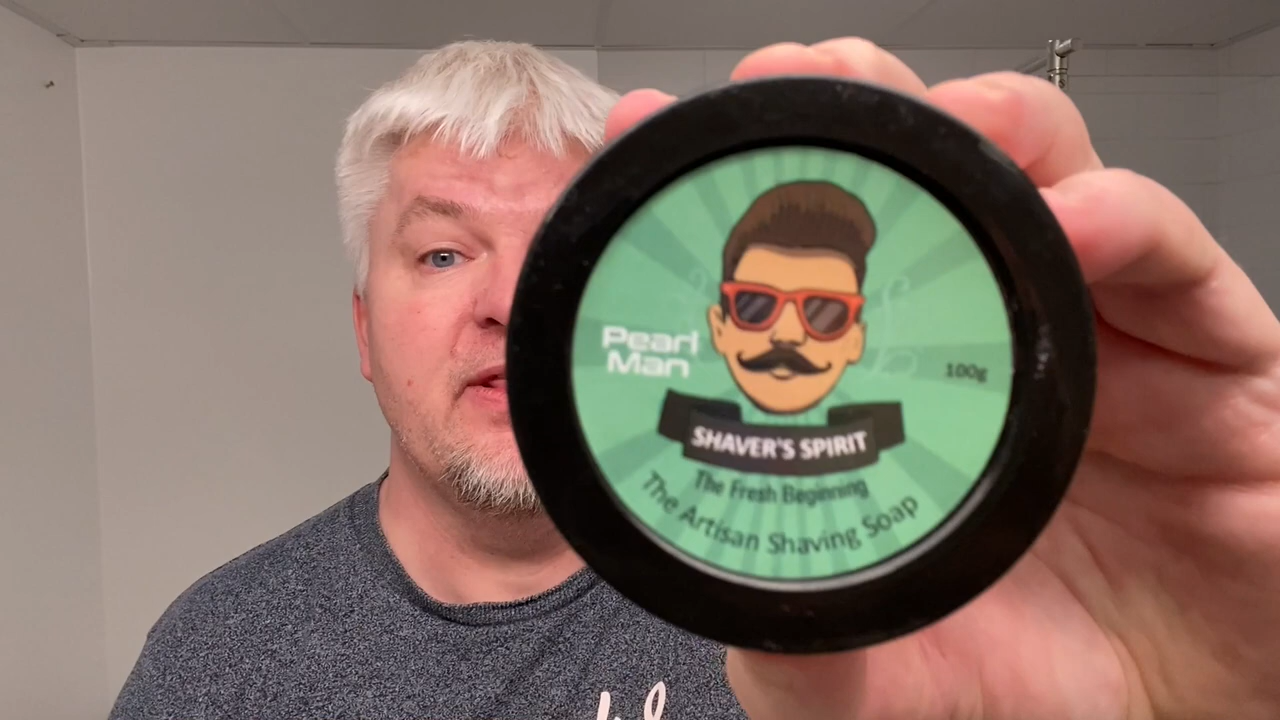 Pearl
Man
100g
SHAVER'S SPIRIT
The Fresh Beginning
The Artisan Shaving Soap